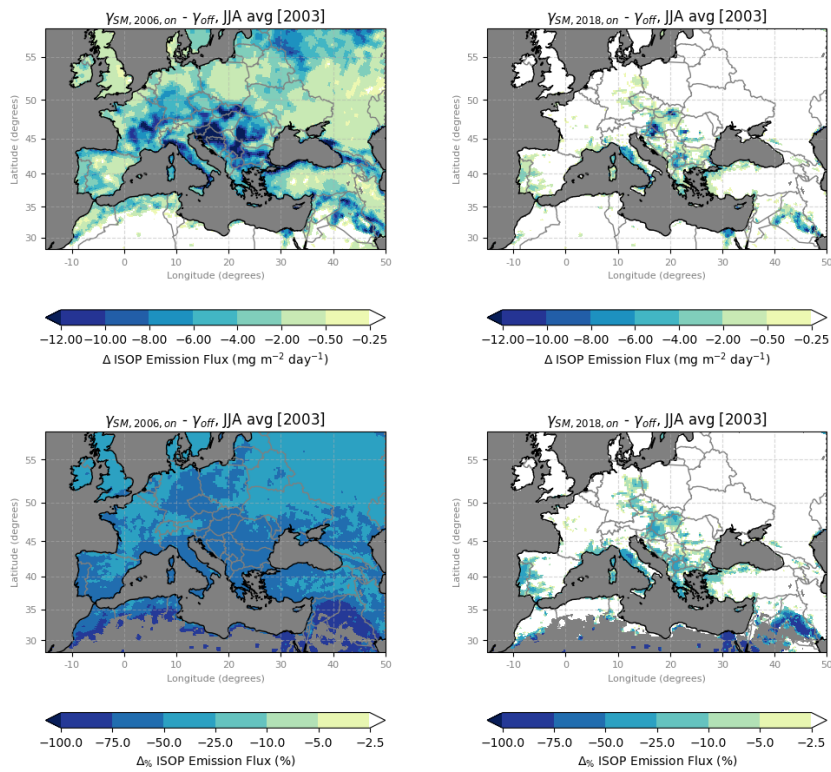 γSM, 2006, on - γoff, JJA avg [2003]
55
50
45
40
35
30
Latitude (degrees)
-10 0 10 20 30 40 50
Longitude (degrees)
−12.00 −10.00 −8.00 −6.00 −4.00 −2.00 −0.50 −0.25
Δ ISOP Emission Flux (mg m−2 day−1)
γSM, 2018, on - γoff, JJA avg [2003]
55
50
45
40
35
30
Latitude (degrees)
-10 0 10 20 30 40 50
Longitude (degrees)
−12.00 −10.00 −8.00 −6.00 −4.00 −2.00 −0.50 −0.25
Δ ISOP Emission Flux (mg m−2 day−1)
γSM, 2006, on - γoff, JJA avg [2003]
55
50
45
40
35
30
Latitude (degrees)
-10 0 10 20 30 40 50
Longitude (degrees)
−100.0 −75.0 −50.0 −25.0 −10.0 −5.0 −2.5
Δ% ISOP Emission Flux (%)
γSM, 2018, on - γoff, JJA avg [2003]
55
50
45
40
35
30
Latitude (degrees)
-10 0 10 20 30 40 50
Longitude (degrees)
−100.0 −75.0 −50.0 −25.0 −10.0 −5.0 −2.5
Δ% ISOP Emission Flux (%)